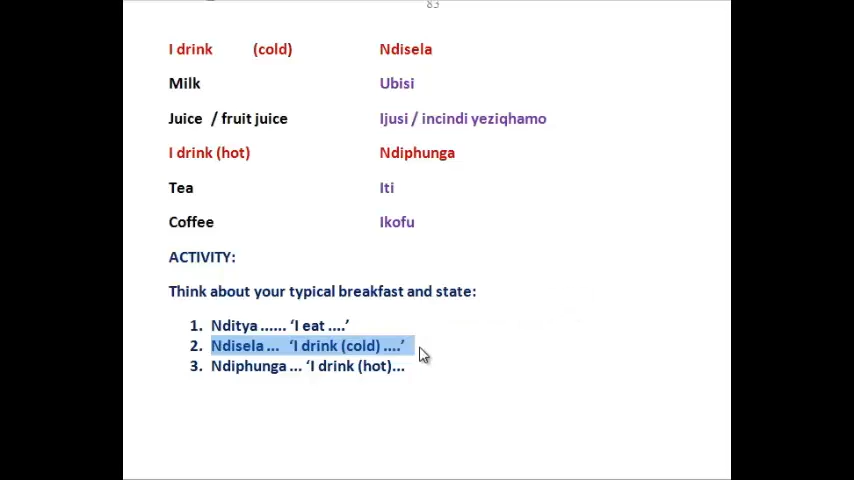 83
I drink (cold) Ndisela
Milk Ubisi
Juice / fruit juice Ijusi / incindi yeziqhamo
I drink (hot) Ndiphunga
Tea Iti
Coffee Ikofu
ACTIVITY:
Think about your typical breakfast and state:
1. Nditya ...... ‘I eat ....’
2. Ndisela ... ‘I drink (cold) ....’
3. Ndiphunga ... ‘I drink (hot)...